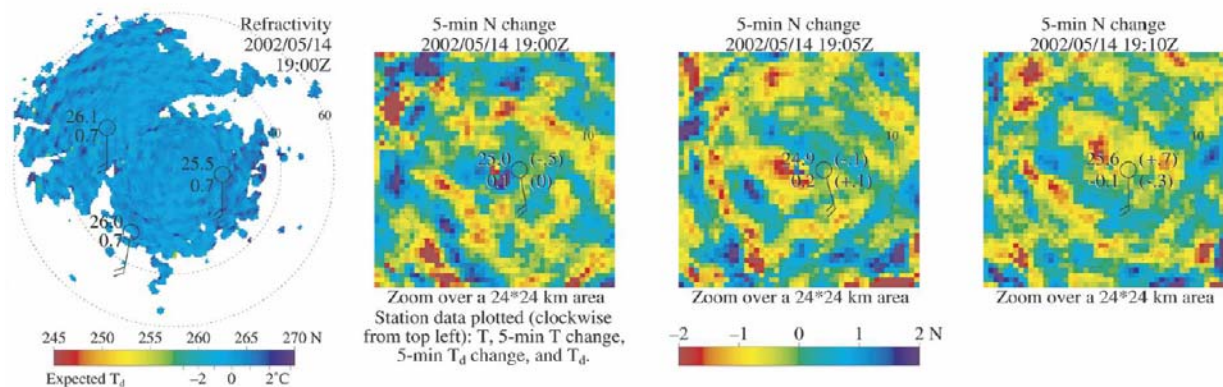 Refractivity
2002/05/14
19:00Z
60
40
26.1
0.7
25.5
0.7
26.0
0.7
245 250 255 260 265 270 N
Expected Td −2 0 2°C
5-min N change
2002/05/14 19:00Z
10
25.0 (-.5)
0.1 (0)
Zoom over a 24*24 km area
Station data plotted (clockwise
from top left): T, 5-min T change,
5-min Td change, and Td.
5-min N change
2002/05/14 19:05Z
10
24.9 (-.1)
0.2 (+.1)
Zoom over a 24*24 km area
−2 −1 0 1 2 N
5-min N change
2002/05/14 19:10Z
10
25.6 (+.7)
-0.1 (-.3)
Zoom over a 24*24 km area